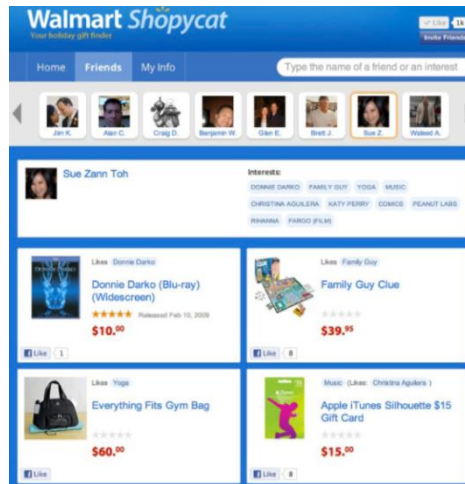 Walmart Shopycat
Your holiday gift finder
Like 1k
Invite Friends
Home Friends My Info
Type the name of a friend or an interest
Jan K. Alan C. Craig D. Benjamin W. Glen E. Brett J. Sue Z. Waleed A.
Sue Zann Toh
Interests:
DONNIE DARKO FAMILY GUY YOGA MUSIC
CHRISTINA AGUILERA KATY PERRY COMICS PEANUT LABS
RIHANNA FARGO (FILM)
Likes Donnie Darko
Donnie Darko (Blu-ray)
(Widescreen)
Released Feb 10, 2009
$10.00
Like 1
Likes Family Guy
Family Guy Clue
$39.95
Like 8
Likes Yoga
Everything Fits Gym Bag
$60.00
Like
Music (Likes: Christina Aguilera )
Apple iTunes Silhouette $15
Gift Card
$15.00
Like 8